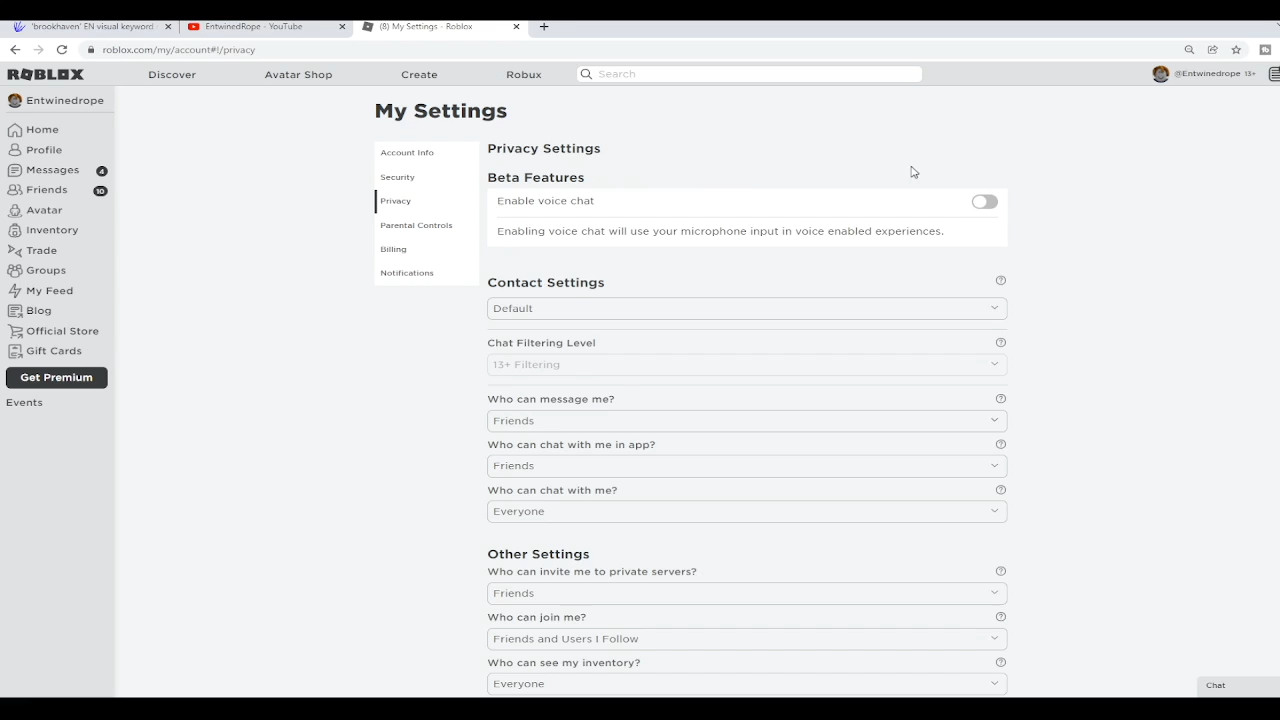 'brookhaven' EN visual keyword
EntwinedRope - YouTube
(8) My Settings - Roblox
roblox.com/my/account#!/privacy
ROBLOX
Discover
Avatar Shop
Create
Robux
Search
@Entwinedrope 13+
Entwinedrope
Home
Profile
Messages 4
Friends 10
Avatar
Inventory
Trade
Groups
My Feed
Blog
Official Store
Gift Cards
Get Premium
Events
My Settings
Account Info
Security
Privacy
Parental Controls
Billing
Notifications
Privacy Settings
Beta Features
Enable voice chat
Enabling voice chat will use your microphone input in voice enabled experiences.
Contact Settings
Default
Chat Filtering Level
13+ Filtering
Who can message me?
Friends
Who can chat with me in app?
Friends
Who can chat with me?
Everyone
Other Settings
Who can invite me to private servers?
Friends
Who can join me?
Friends and Users I Follow
Who can see my inventory?
Everyone
Chat